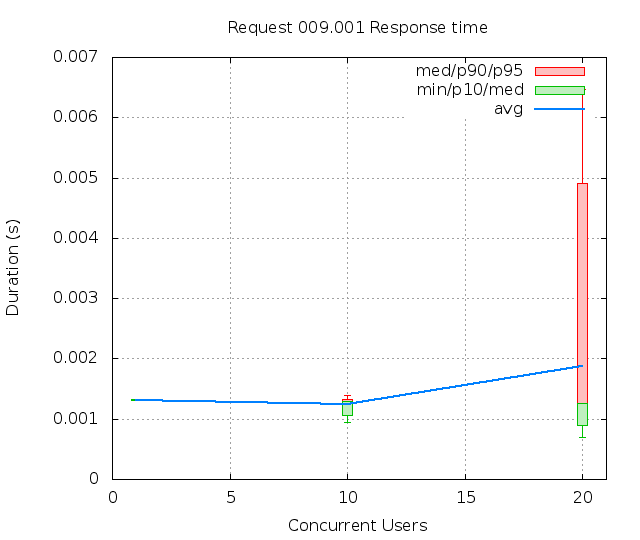 Request 009.001 Response time
0.007
0.006
0.005
0.004
0.003
0.002
0.001
0
0 5 10 15 20
Duration (s)
Concurrent Users
med/p90/p95
min/p10/med
avg